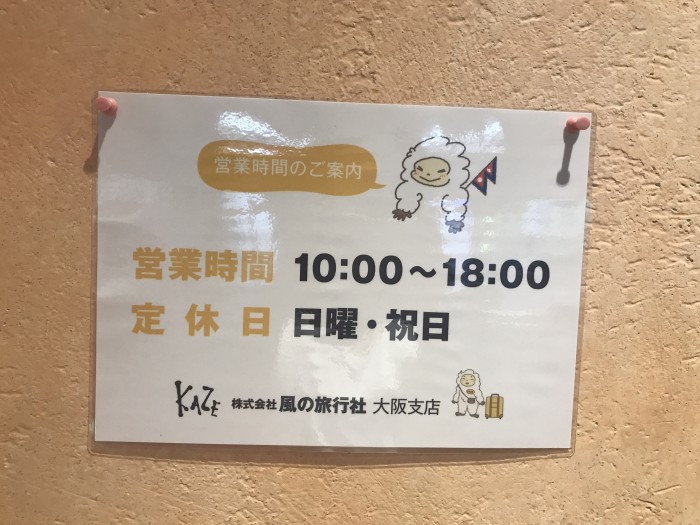 営業時間のご案内
営業時間 10:00～18:00
定休日 日曜・祝日
KAZE 株式会社 風の旅行社 大阪支店